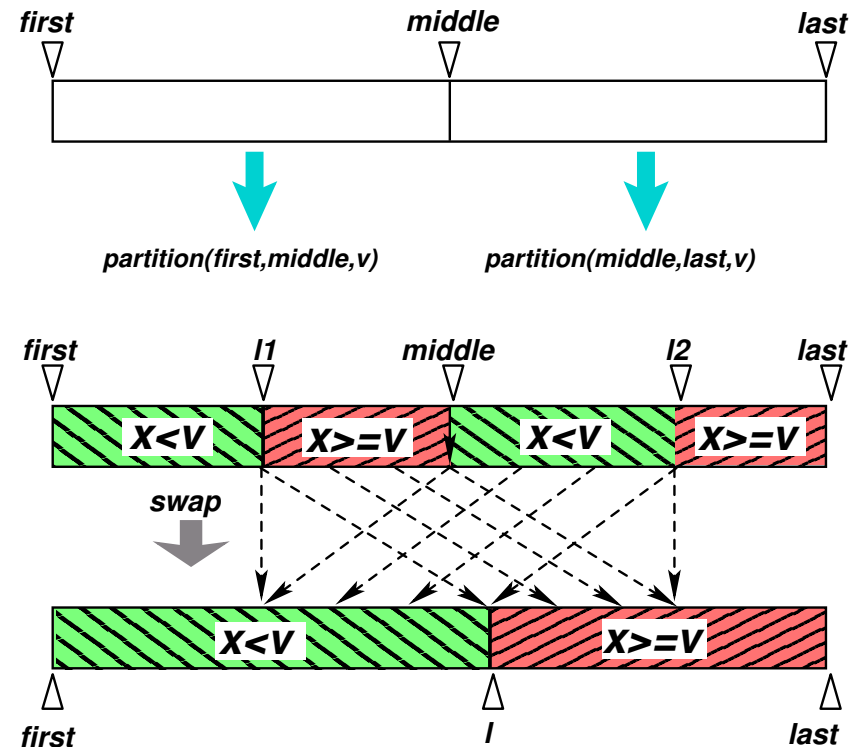 first middle last
partition(first,middle,v) partition(middle,last,v)
first l1 middle l2 last
X<V X>=V X<V X>=V
swap
X<V X>=V
first l last